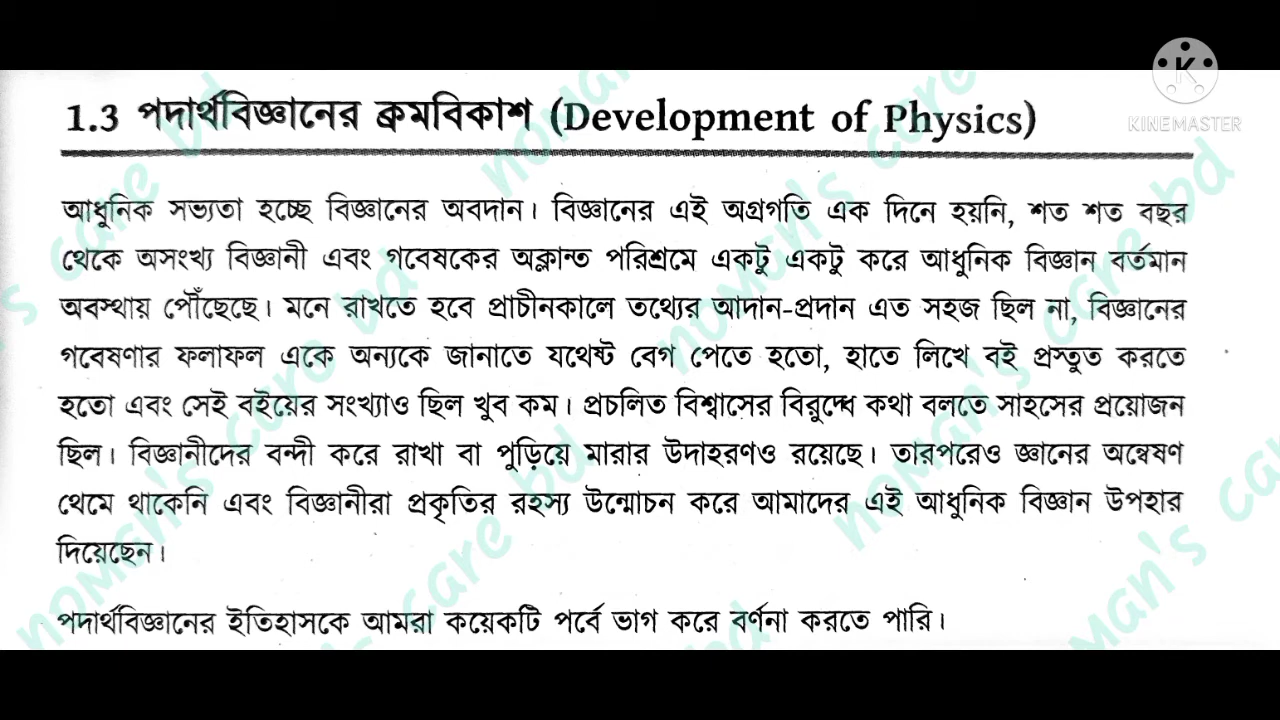 1.3 পদার্থবিজ্ঞানের ক্রমবিকাশ (Development of Physics)
K
KINEMASTER
আধুনিক সভ্যতা হচ্ছে বিজ্ঞানের অবদান। বিজ্ঞানের এই অগ্রগতি এক দিনে হয়নি, শত শত বছর
থেকে অসংখ্য বিজ্ঞানী এবং গবেষকের অক্লান্ত পরিশ্রমে একটু একটু করে আধুনিক বিজ্ঞান বর্তমান
অবস্থায় পৌঁছেছে। মনে রাখতে হবে প্রাচীনকালে তথ্যের আদান-প্রদান এত সহজ ছিল না, বিজ্ঞানের
গবেষণার ফলাফল একে অন্যকে জানাতে যথেষ্ট বেগ পেতে হতো, হাতে লিখে বই প্রস্তুত করতে
হতো এবং সেই বইয়ের সংখ্যাও ছিল খুব কম। প্রচলিত বিশ্বাসের বিরুদ্ধে কথা বলতে সাহসের প্রয়োজন
ছিল। বিজ্ঞানীদের বন্দী করে রাখা বা পুড়িয়ে মারার উদাহরণও রয়েছে। তারপরেও জ্ঞানের অন্বেষণ
থেমে থাকেনি এবং বিজ্ঞানীরা প্রকৃতির রহস্য উন্মোচন করে আমাদের এই আধুনিক বিজ্ঞান উপহার
দিয়েছেন।
পদার্থবিজ্ঞানের ইতিহাসকে আমরা কয়েকটি পর্বে ভাগ করে বর্ণনা করতে পারি।
noman's care bd